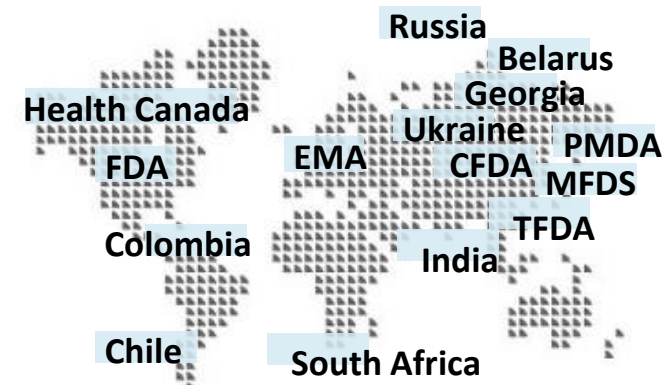 Russia
Belarus
Georgia
Health Canada
Ukraine
PMDA
EMA
CFDA
FDA
MFDS
TFDA
Colombia
India
Chile
South Africa